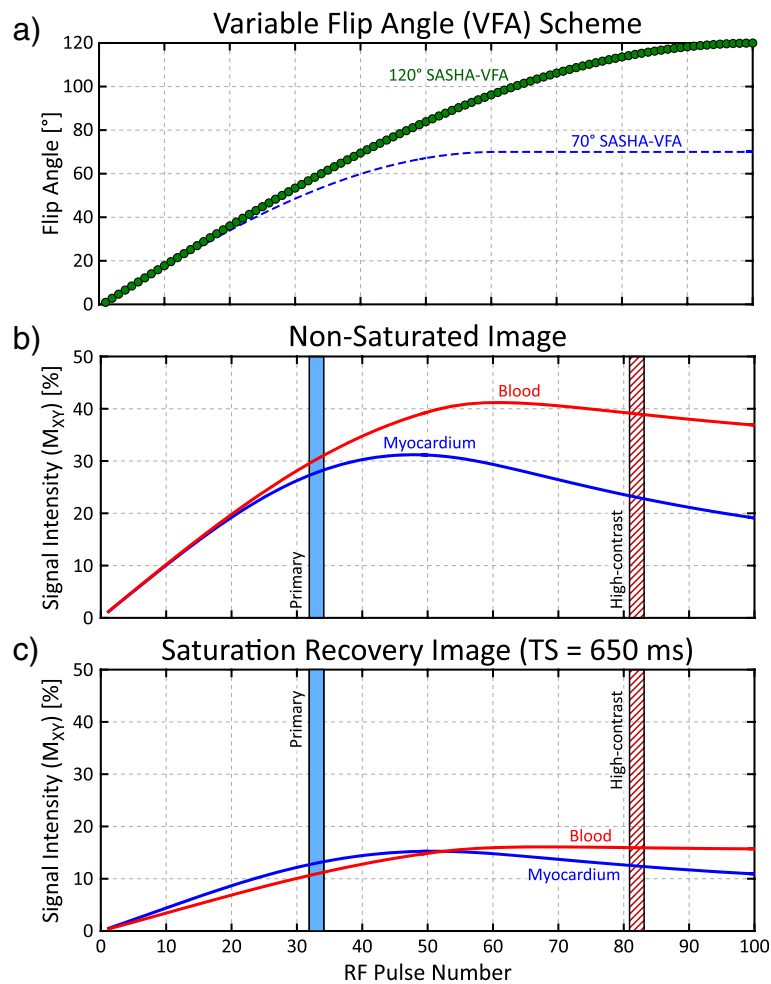 a)
Variable Flip Angle (VFA) Scheme
Flip Angle [°]
120
100
80
60
40
20
0
120° SASHA-VFA
70° SASHA-VFA
b)
Non-Saturated Image
Signal Intensity (MXY) [%]
50
40
30
20
10
0
Blood
Myocardium
Primary
High-contrast
c)
Saturation Recovery Image (TS = 650 ms)
Signal Intensity (MXY) [%]
50
40
30
20
10
0
Primary
High-contrast
Blood
Myocardium
0 10 20 30 40 50 60 70 80 90 100
RF Pulse Number